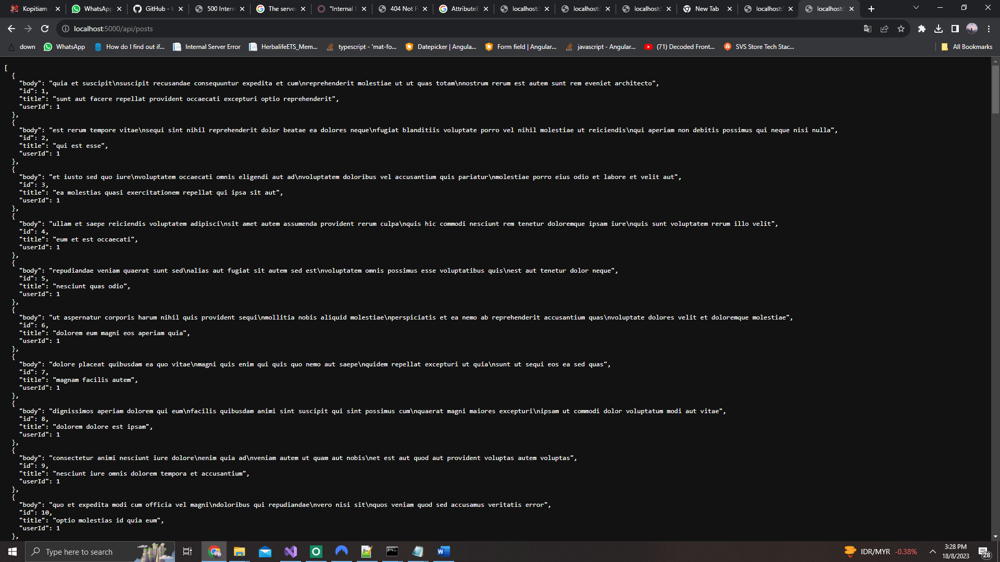 Kopitiam -
WhatsApp
GitHub - t
500 Intern
The server
"Internal S
404 Not F
AttributeE
localhost:
localhost:
localhost:
New Tab
localhost:
localhost:
localhost:5000/api/posts
down
WhatsApp
How do I find out if...
Internal Server Error
HerbalifeETS_Mem...
typescript - 'mat-fo...
Datepicker | Angula...
Form field | Angular...
javascript - Angular...
(71) Decoded Front...
SVS Store Tech Stac...
All Bookmarks
[
{
"body": "quia et suscipit\nsuscipit recusandae consequuntur expedita et cum\nreprehenderit molestiae ut ut quas totam\nnostrum rerum est autem sunt rem eveniet architecto",
"id": 1,
"title": "sunt aut facere repellat provident occaecati excepturi optio reprehenderit",
"userId": 1
},
{
"body": "est rerum tempore vitae\nsequi sint nihil reprehenderit dolor beatae ea dolores neque\nfugiat blanditiis voluptate porro vel nihil molestiae ut reiciendis\nqui aperiam non debitis possimus qui neque nisi nulla",
"id": 2,
"title": "qui est esse",
"userId": 1
},
{
"body": "et iusto sed quo iure\nvoluptatem occaecati omnis eligendi aut ad\nvoluptatem doloribus vel accusantium quis pariatur\nmolestiae porro eius odio et labore et velit aut",
"id": 3,
"title": "ea molestias quasi exercitationem repellat qui ipsa sit aut",
"userId": 1
},
{
"body": "ullam et saepe reiciendis voluptatem adipisci\nsit amet autem assumenda provident rerum culpa\nquis hic commodi nesciunt rem tenetur doloremque ipsam iure\nquis sunt voluptatem rerum illo velit",
"id": 4,
"title": "eum et est occaecati",
"userId": 1
},
{
"body": "repudiandae veniam quaerat sunt sed\nalias aut fugiat sit autem sed est\nvoluptatem omnis possimus esse voluptatibus quis\nest aut tenetur dolor neque",
"id": 5,
"title": "nesciunt quas odio",
"userId": 1
},
{
"body": "ut aspernatur corporis harum nihil quis provident sequi\nmollitia nobis aliquid molestiae\nperspiciatis et ea nemo ab reprehenderit accusantium quas\nvoluptate dolores velit et doloremque molestiae",
"id": 6,
"title": "dolorem eum magni eos aperiam quia",
"userId": 1
},
{
"body": "dolore placeat quibusdam ea quo vitae\nmagni quis enim qui quis quo nemo aut saepe\nquidem repellat excepturi ut quia\nsunt ut sequi eos ea sed quas",
"id": 7,
"title": "magnam facilis autem",
"userId": 1
},
{
"body": "dignissimos aperiam dolorem qui eum\nfacilis quibusdam animi sint suscipit qui sint possimus cum\nquaerat magni maiores excepturi\nipsam ut commodi dolor voluptatum modi aut vitae",
"id": 8,
"title": "dolorem dolore est ipsam",
"userId": 1
},
{
"body": "consectetur animi nesciunt iure dolore\nenim quia ad\nveniam autem ut quam aut nobis\net est aut quod aut provident voluptas autem voluptas",
"id": 9,
"title": "nesciunt iure omnis dolorem tempora et accusantium",
"userId": 1
},
{
"body": "quo et expedita modi cum officia vel magni\ndoloribus qui repudiandae\nvero nisi sit\nquos veniam quod sed accusamus veritatis error",
"id": 10,
"title": "optio molestias id quia eum",
"userId": 1
},
Type here to search
IDR/MYR -0.38%
3:28 PM
18/8/2023
28